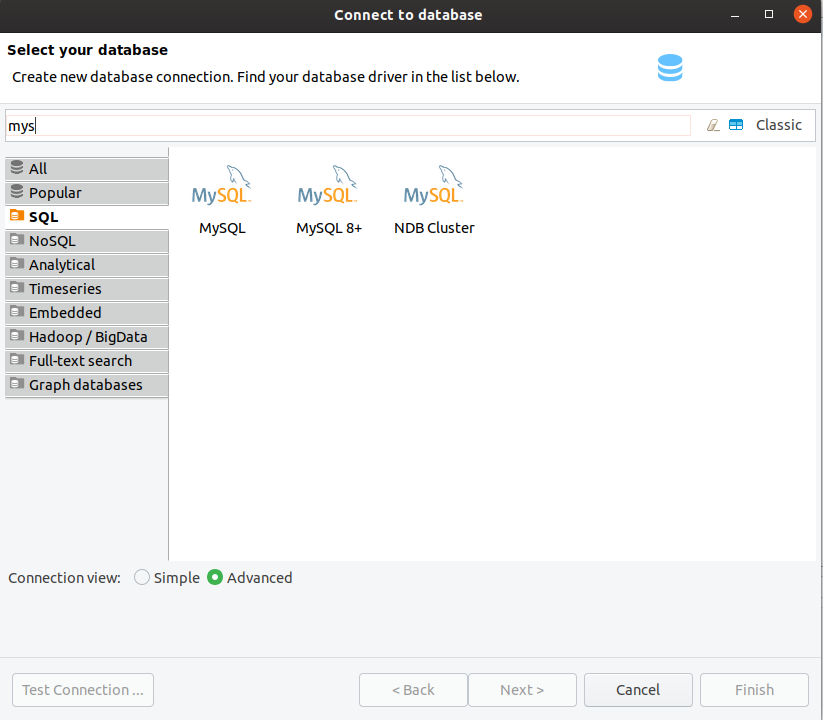 Connect to database
Select your database
Create new database connection. Find your database driver in the list below.
mys
Classic
All
Popular
SQL
NoSQL
Analytical
Timeseries
Embedded
Hadoop / BigData
Full-text search
Graph databases
MySQL MySQL MySQL
MySQL MySQL 8+ NDB Cluster
Connection view: Simple Advanced
Test Connection ... < Back Next > Cancel Finish